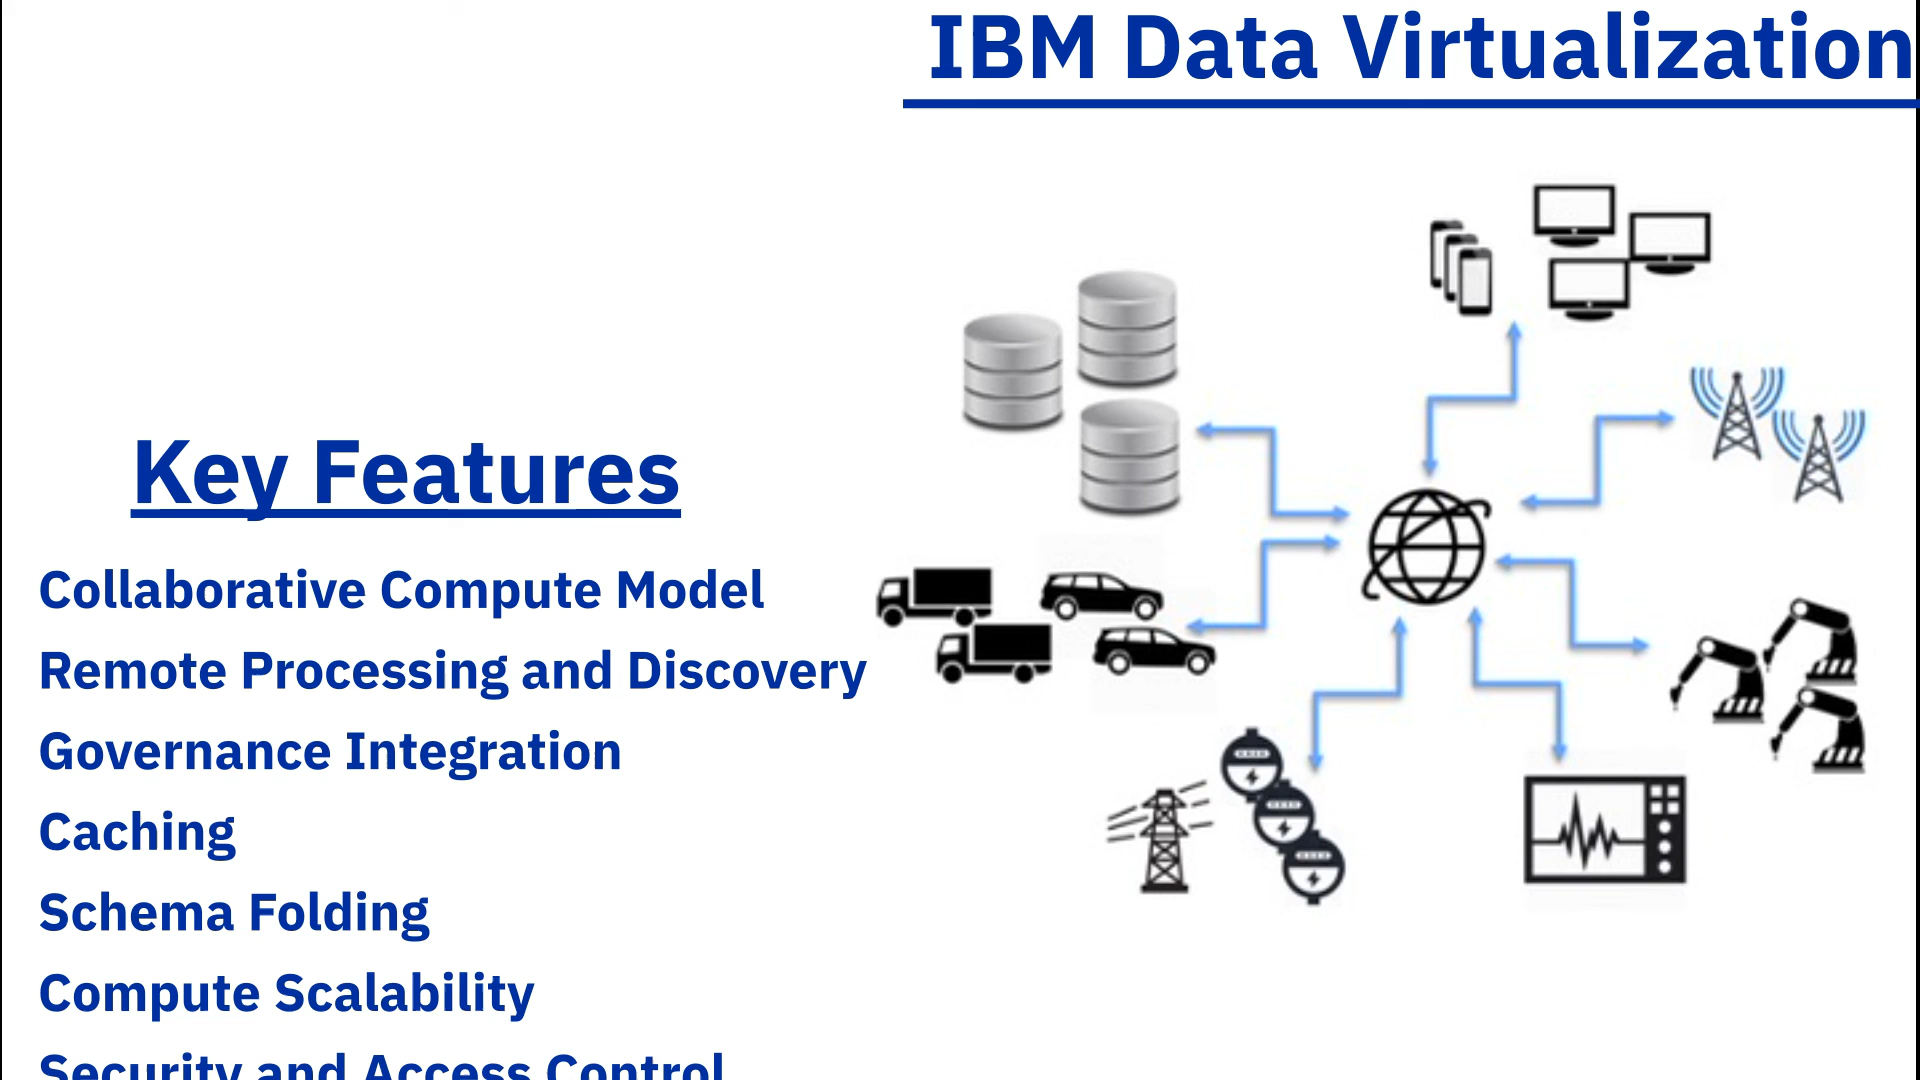 IBM Data Virtualization
Key Features
Collaborative Compute Model
Remote Processing and Discovery
Governance Integration
Caching
Schema Folding
Compute Scalability
Security and Access Control